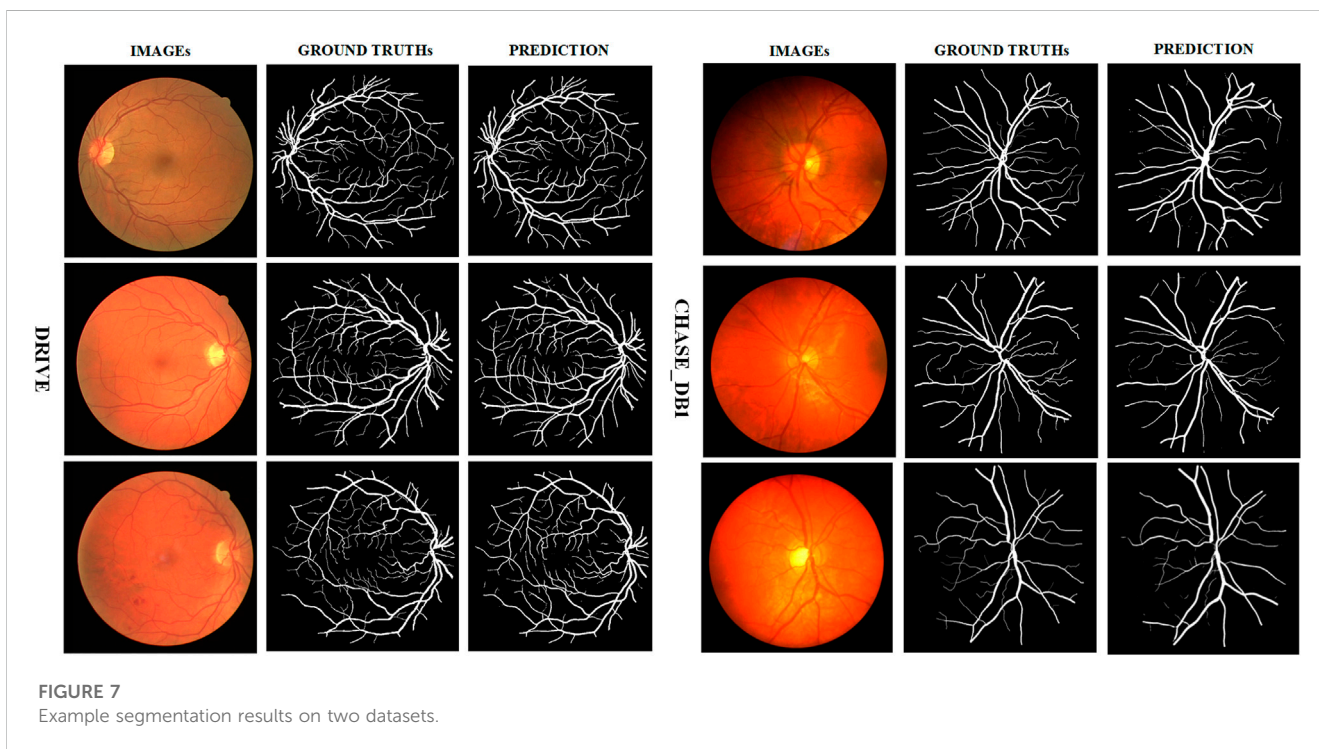 IMAGEs GROUND TRUTHs PREDICTION
IMAGEs GROUND TRUTHs PREDICTION
DRIVE
CHASE_DB1
FIGURE 7
Example segmentation results on two datasets.